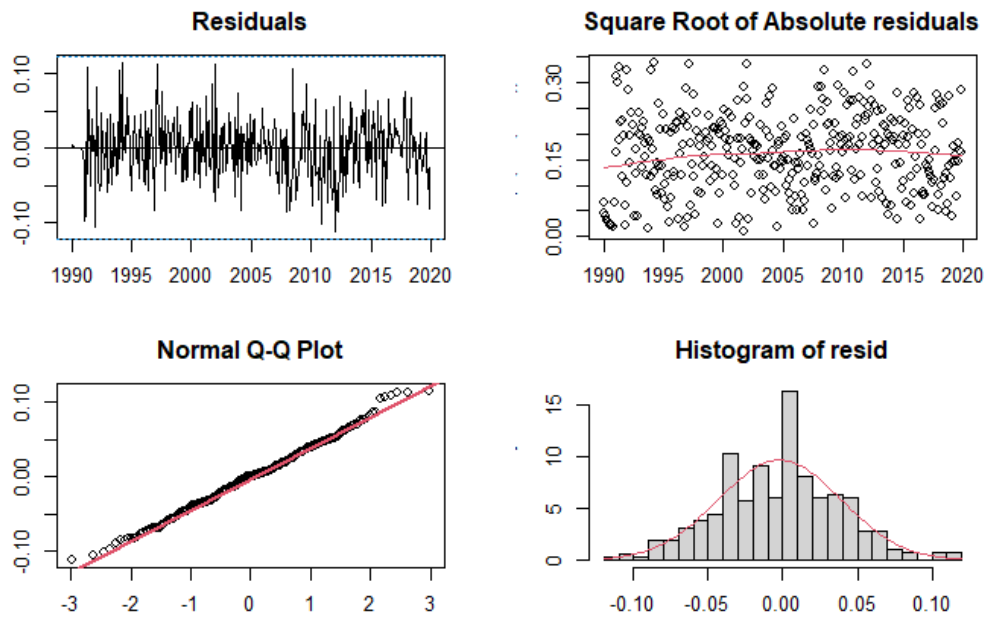 Residuals
0.10
0.00
-0.10
1990 1995 2000 2005 2010 2015 2020
Square Root of Absolute residuals
0.30
0.15
0.00
1990 1995 2000 2005 2010 2015 2020
Normal Q-Q Plot
0.10
0.00
-0.10
-3 -2 -1 0 1 2 3
Histogram of resid
15
10
5
0
-0.10 -0.05 0.00 0.05 0.10